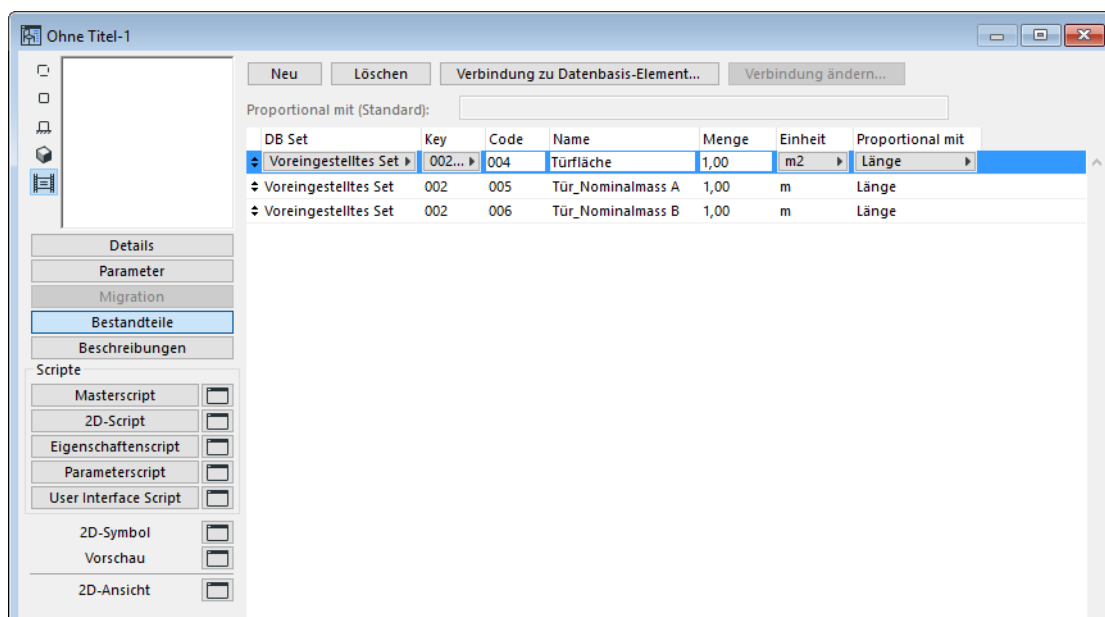 Ohne Titel-1
Neu Löschen Verbindung zu Datenbasis-Element... Verbindung ändern...
Proportional mit (Standard):
DB Set Key Code Name Menge Einheit Proportional mit
Voreingestelltes Set 002... 004 Türfläche 1,00 m2 Länge
Voreingestelltes Set 002 005 Tür_Nominalmass A 1,00 m Länge
Voreingestelltes Set 002 006 Tür_Nominalmass B 1,00 m Länge
Details
Parameter
Migration
Bestandteile
Beschreibungen
Scripte
Masterscript
2D-Script
Eigenschaftenscript
Parameterscript
User Interface Script
2D-Symbol
Vorschau
2D-Ansicht